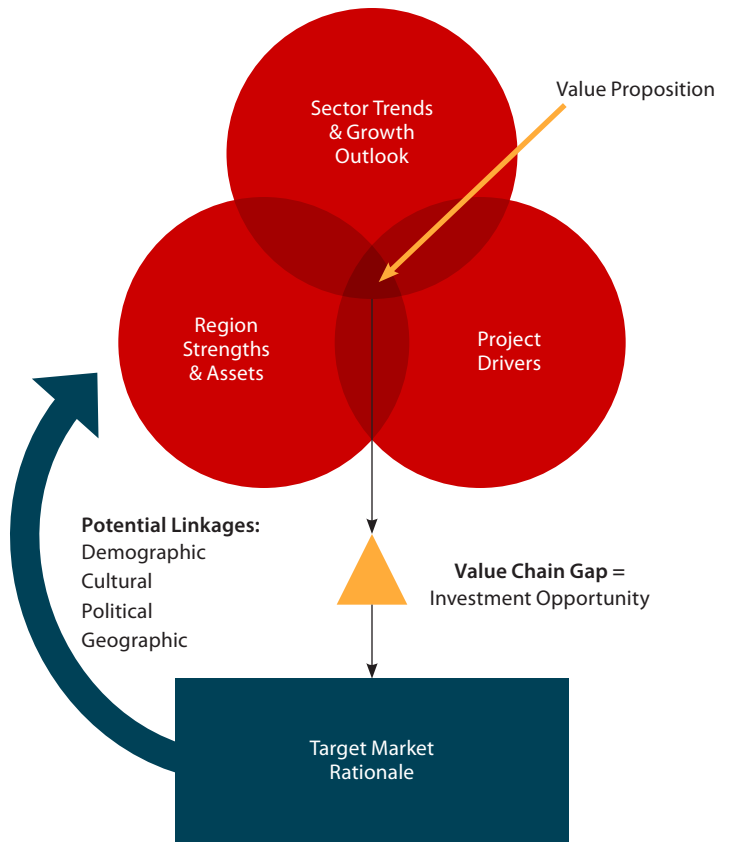 Value Proposition
Sector Trends
& Growth
Outlook
Region
Strengths
& Assets
Project
Drivers
Potential Linkages:
Demographic
Cultural
Political
Geographic
Value Chain Gap =
Investment Opportunity
Target Market
Rationale